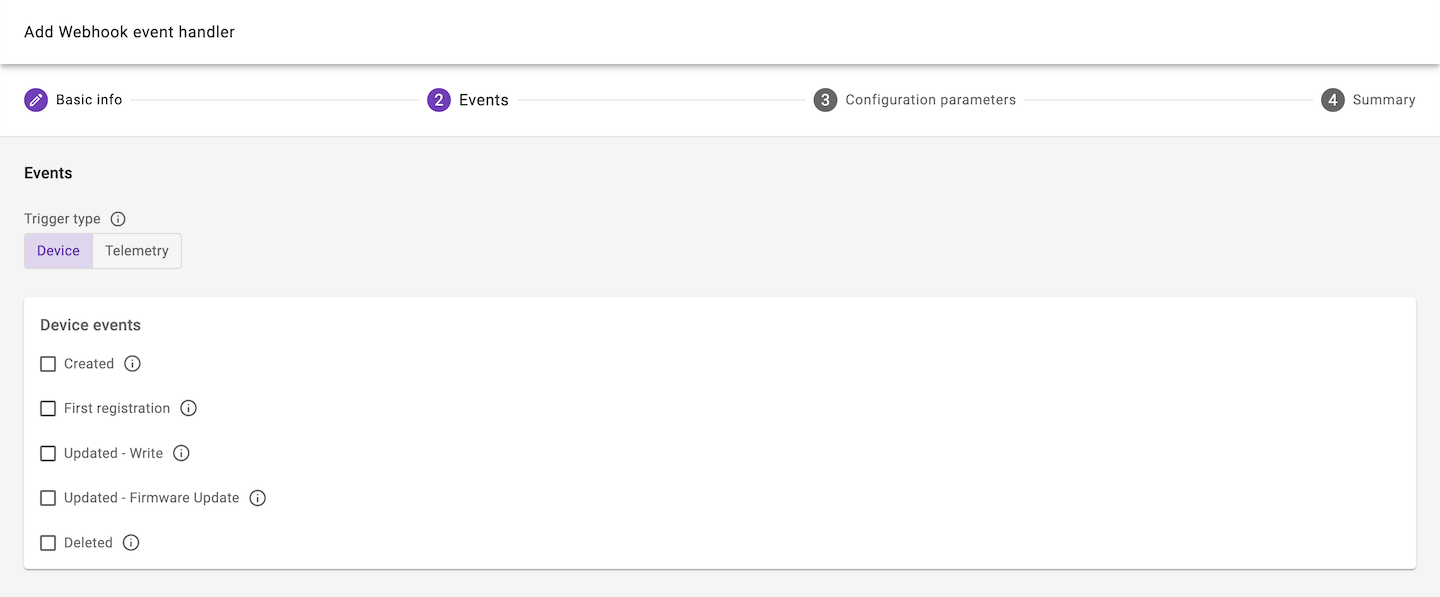 Add Webhook event handler
Basic info 2 Events 3 Configuration parameters 4 Summary
Events
Trigger type
Device Telemetry
Device events
Created
First registration
Updated - Write
Updated - Firmware Update
Deleted